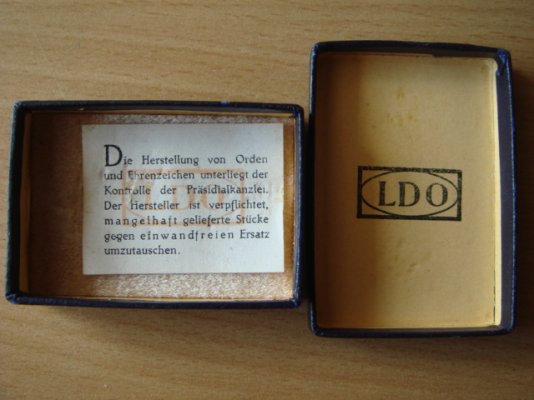 Die Herstellung von Orden
und Ehrenzeichen unterliegt der
Kontrolle der Präsidialkanzlei.
Der Hersteller ist verpflichtet,
mangelhaft gelieferte Stücke
gegen einwandfreien Ersatz
umzutauschen.
LDO